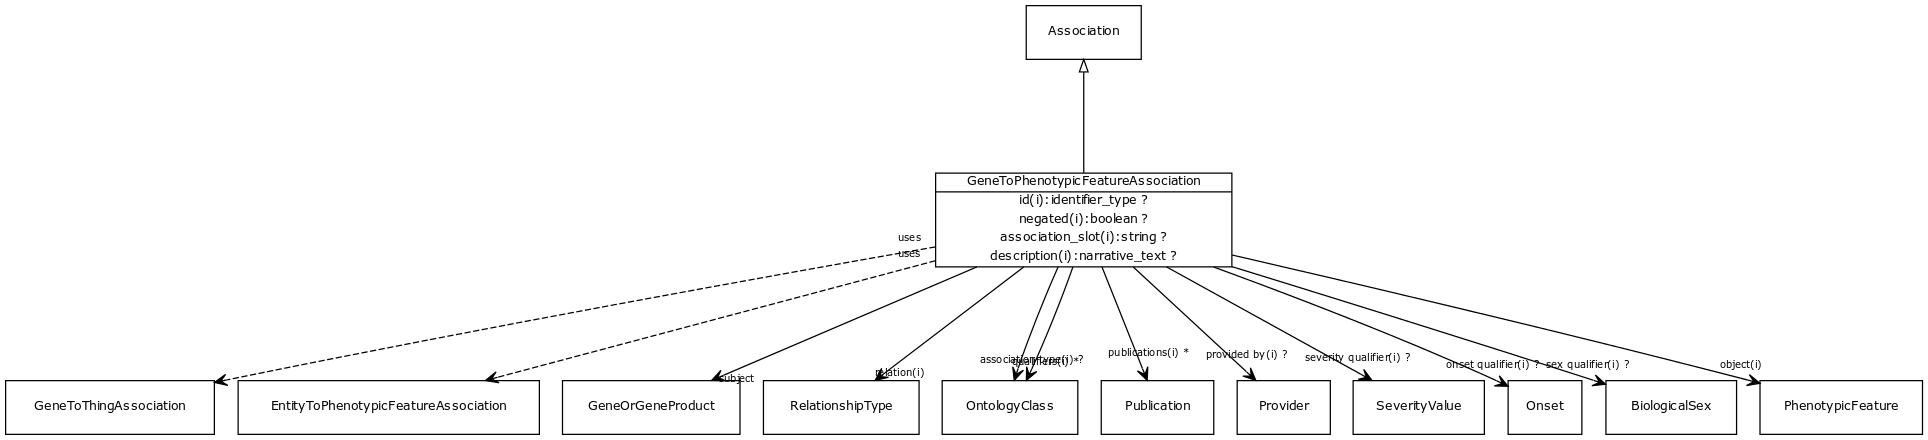 Association
GeneToPhenotypicFeatureAssociation
id(i):identifier_type ?
negated(i):boolean ?
association_slot(i):string ?
description(i):narrative_text ?
uses
uses
subject
relation(i)
association type(i) ?
qualifiers(i) *
publications(i) *
provided by(i) ?
severity qualifier(i) ?
onset qualifier(i) ?
sex qualifier(i) ?
object(i)
GeneToThingAssociation
EntityToPhenotypicFeatureAssociation
GeneOrGeneProduct
RelationshipType
OntologyClass
Publication
Provider
SeverityValue
Onset
BiologicalSex
PhenotypicFeature